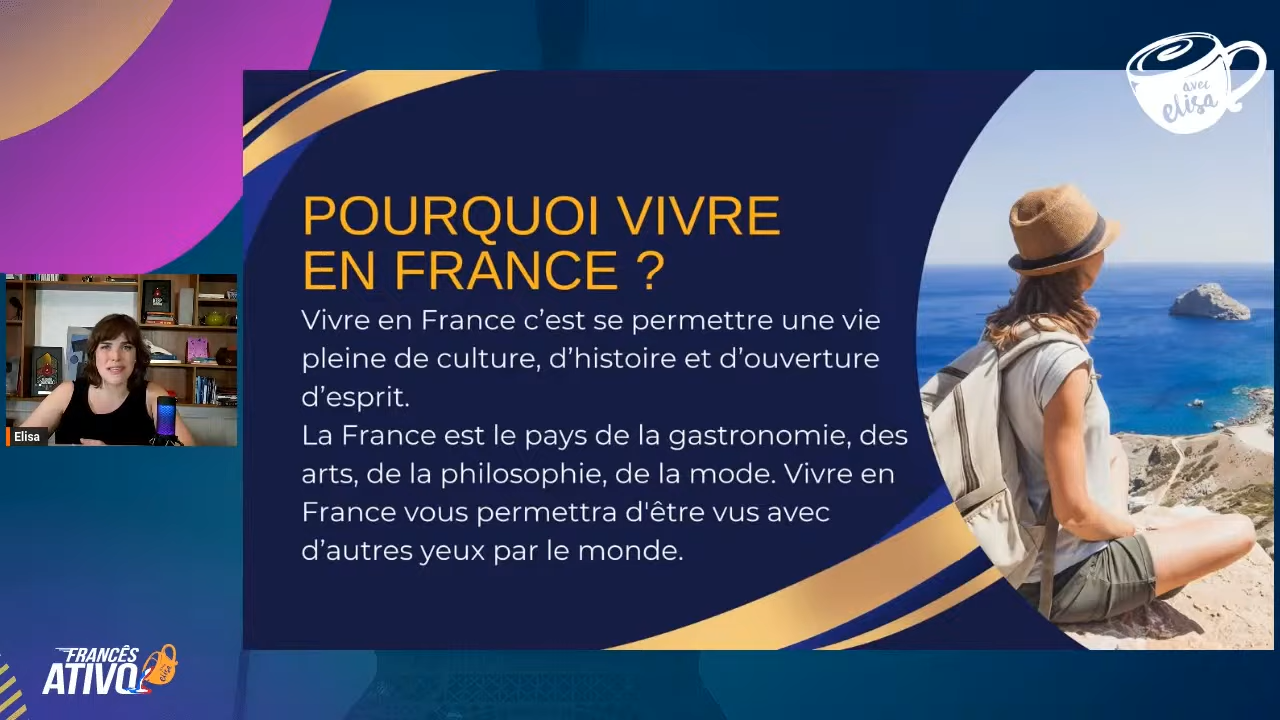 avec
elisa
POURQUOI VIVRE
EN FRANCE ?
Vivre en France c’est se permettre une vie
pleine de culture, d’histoire et d’ouverture
d’esprit.
La France est le pays de la gastronomie, des
arts, de la philosophie, de la mode. Vivre en
France vous permettra d'être vus avec
d’autres yeux par le monde.
Elisa
FRANCÊS
ATIVO
elisa